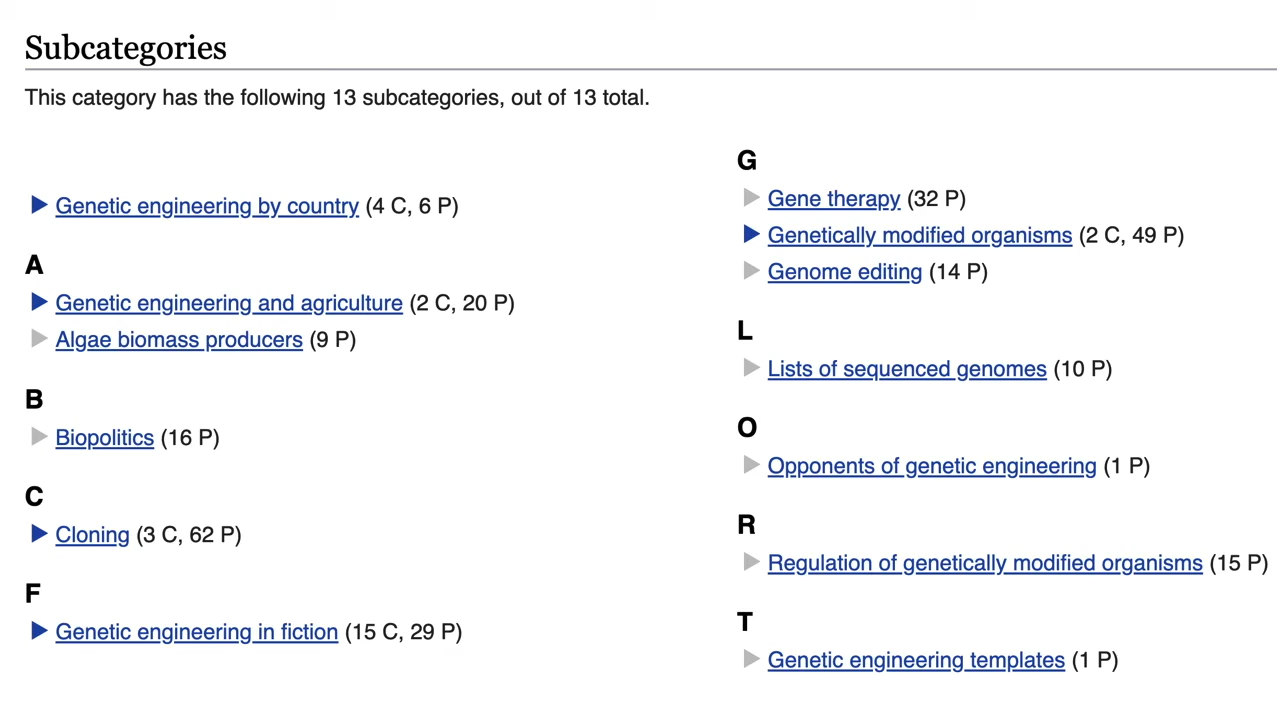 Subcategories
This category has the following 13 subcategories, out of 13 total.
Genetic engineering by country (4 C, 6 P)
A
Genetic engineering and agriculture (2 C, 20 P)
Algae biomass producers (9 P)
B
Biopolitics (16 P)
C
Cloning (3 C, 62 P)
F
Genetic engineering in fiction (15 C, 29 P)
G
Gene therapy (32 P)
Genetically modified organisms (2 C, 49 P)
Genome editing (14 P)
L
Lists of sequenced genomes (10 P)
O
Opponents of genetic engineering (1 P)
R
Regulation of genetically modified organisms (15 P)
T
Genetic engineering templates (1 P)